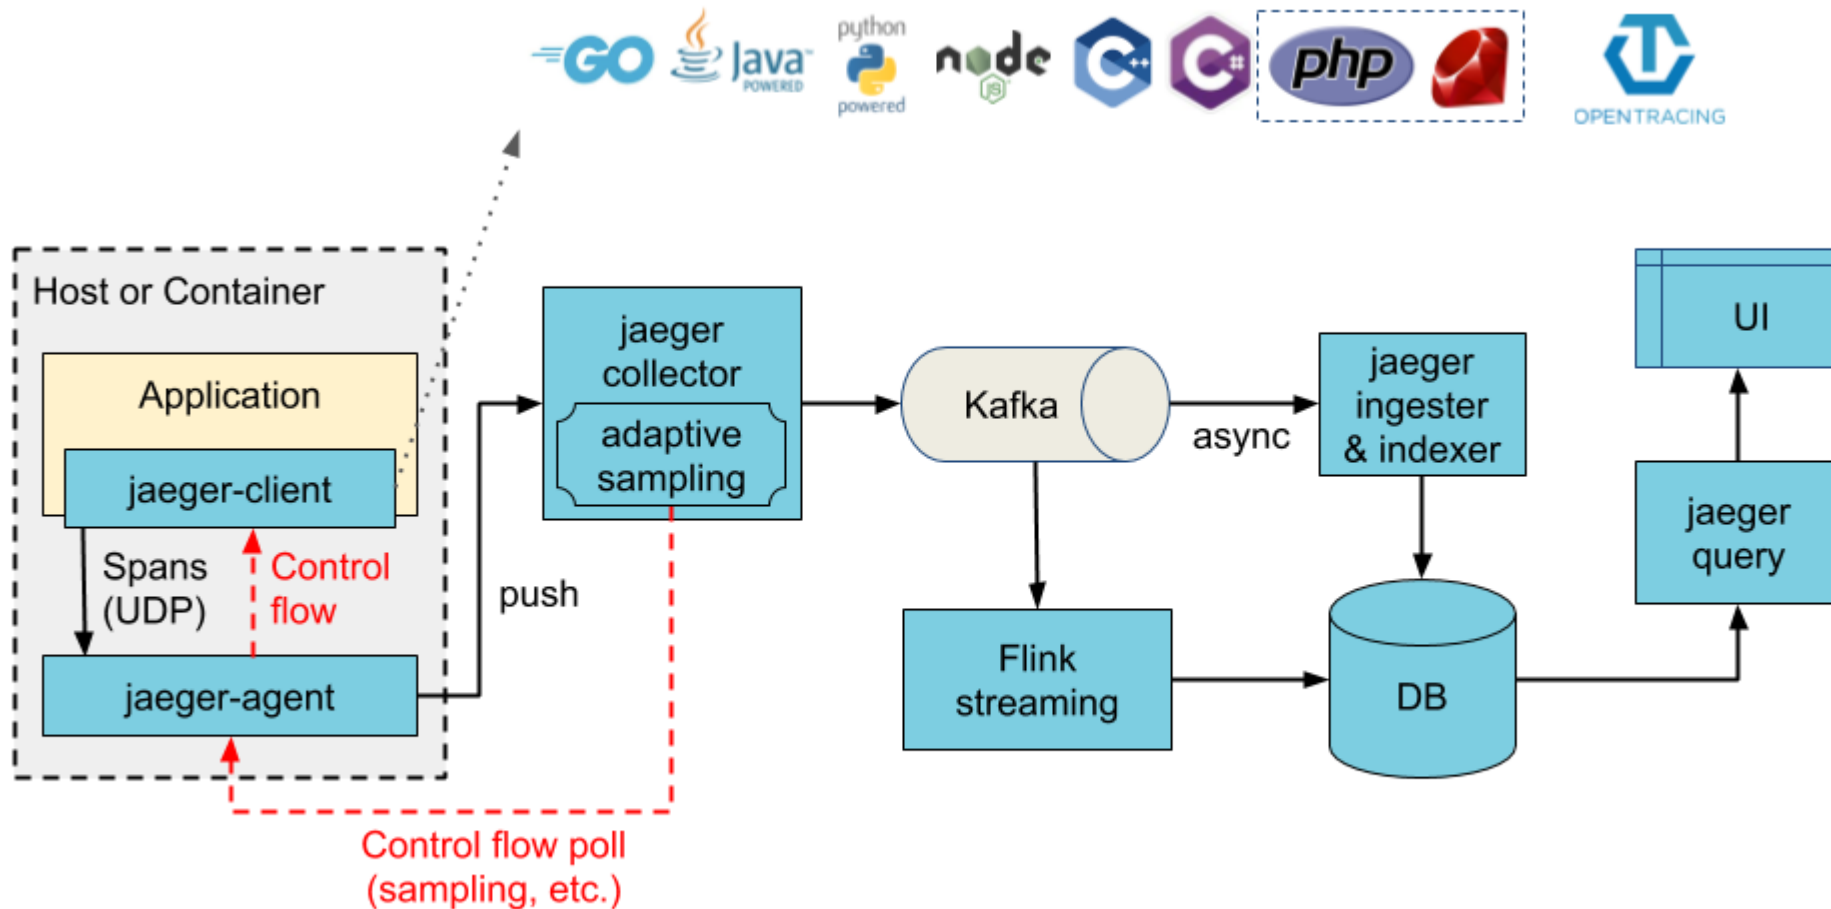 GO
Java
POWERED
python
powered
node
JS
C++
C#
php
OPENTRACING
Host or Container
Application
jaeger-client
Spans
(UDP)
Control
flow
jaeger-agent
push
Control flow poll
(sampling, etc.)
jaeger
collector
adaptive
sampling
Kafka
async
jaeger
ingester
& indexer
Flink
streaming
DB
jaeger
query
UI